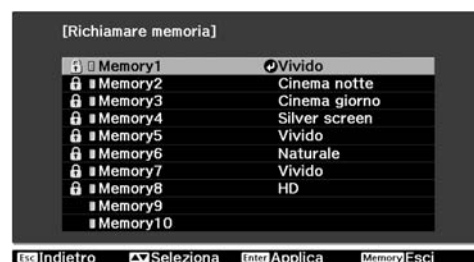 [Richiamare memoria]
Memory1 Vivido
Memory2 Cinema notte
Memory3 Cinema giorno
Memory4 Silver screen
Memory5 Vivido
Memory6 Naturale
Memory7 Vivido
Memory8 HD
Memory9
Memory10
Esc Indietro Seleziona Enter Applica Memory Esci